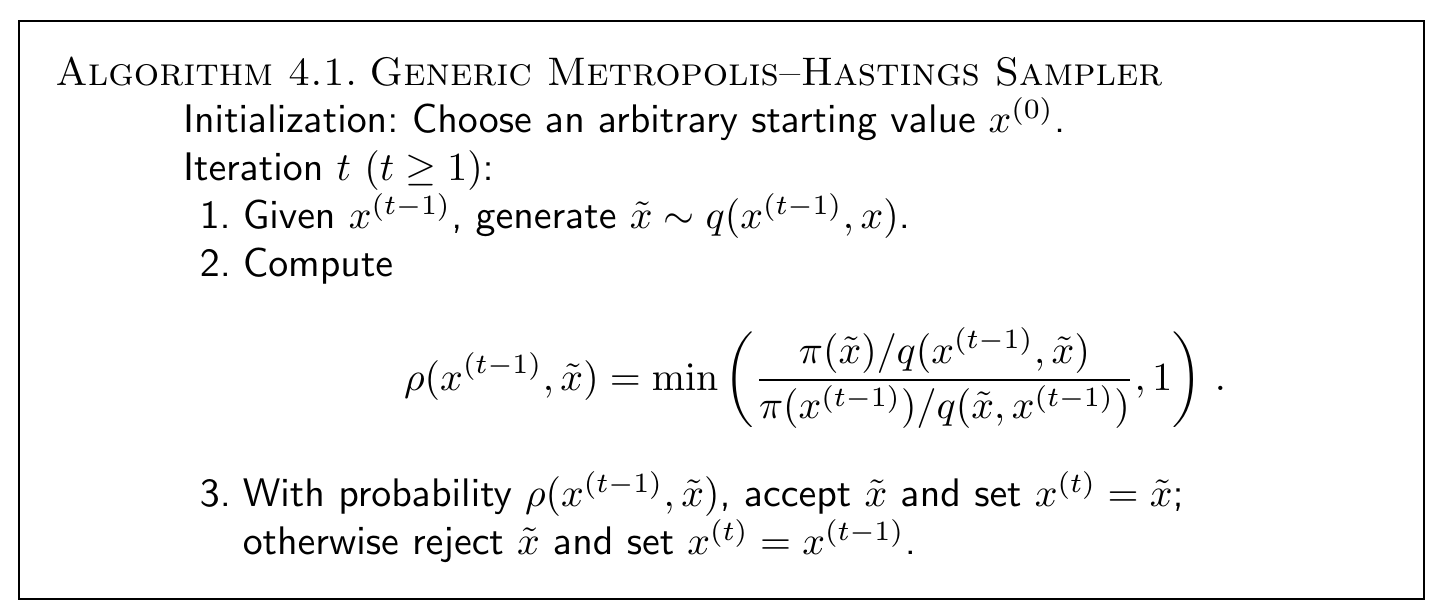 ALGORITHM 4.1. GENERIC METROPOLIS–HASTINGS SAMPLER
Initialization: Choose an arbitrary starting value $x^{(0)}$.
Iteration $t$ $(t \geq 1)$:
1. Given $x^{(t-1)}$, generate $\tilde{x} \sim q(x^{(t-1)}, x)$.
2. Compute
$\rho(x^{(t-1)}, \tilde{x}) = \min \left( \frac{\pi(\tilde{x})/q(x^{(t-1)}, \tilde{x})}{\pi(x^{(t-1)})/q(\tilde{x}, x^{(t-1)})}, 1 \right) .$
3. With probability $\rho(x^{(t-1)}, \tilde{x})$, accept $\tilde{x}$ and set $x^{(t)} = \tilde{x}$;
otherwise reject $\tilde{x}$ and set $x^{(t)} = x^{(t-1)}$.